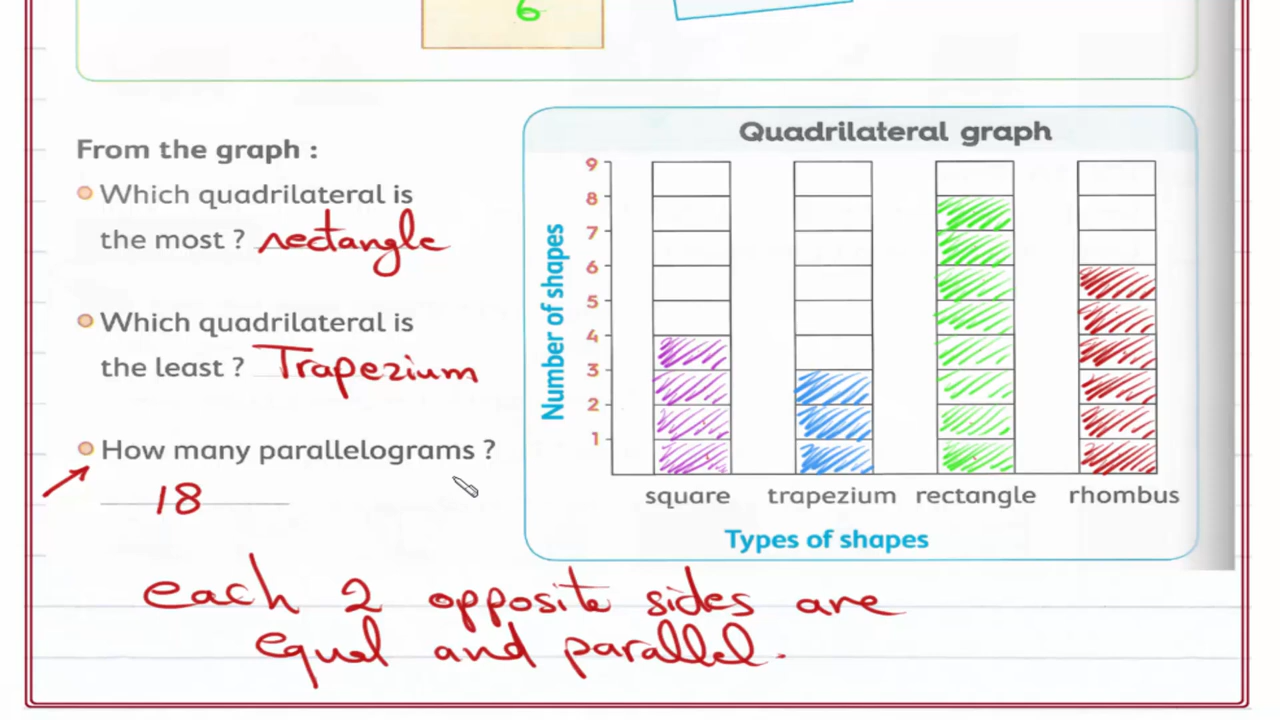 6
From the graph :
Which quadrilateral is
the most ? rectangle
Which quadrilateral is
the least ? Trapezium
How many parallelograms ?
18
Quadrilateral graph
Number of shapes
9
8
7
6
5
4
3
2
1
square trapezium rectangle rhombus
Types of shapes
each 2 opposite sides are
equal and parallel.